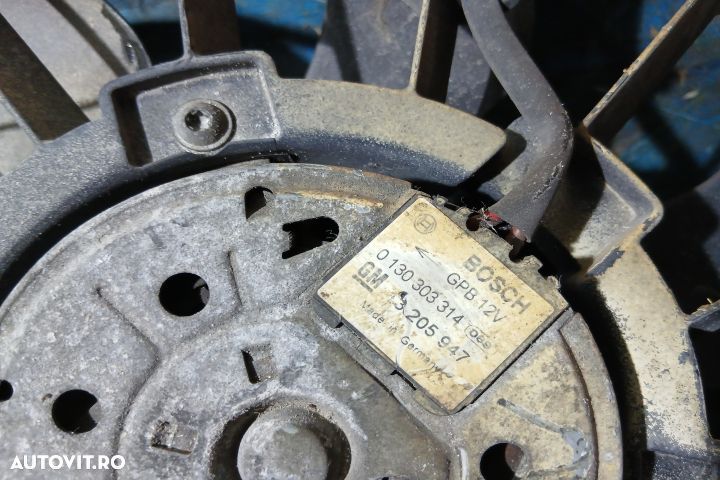 BOSCH
GPB 12V
0 130 303 314
GM
205 947
Made in Germany
AUTOVIT.RO